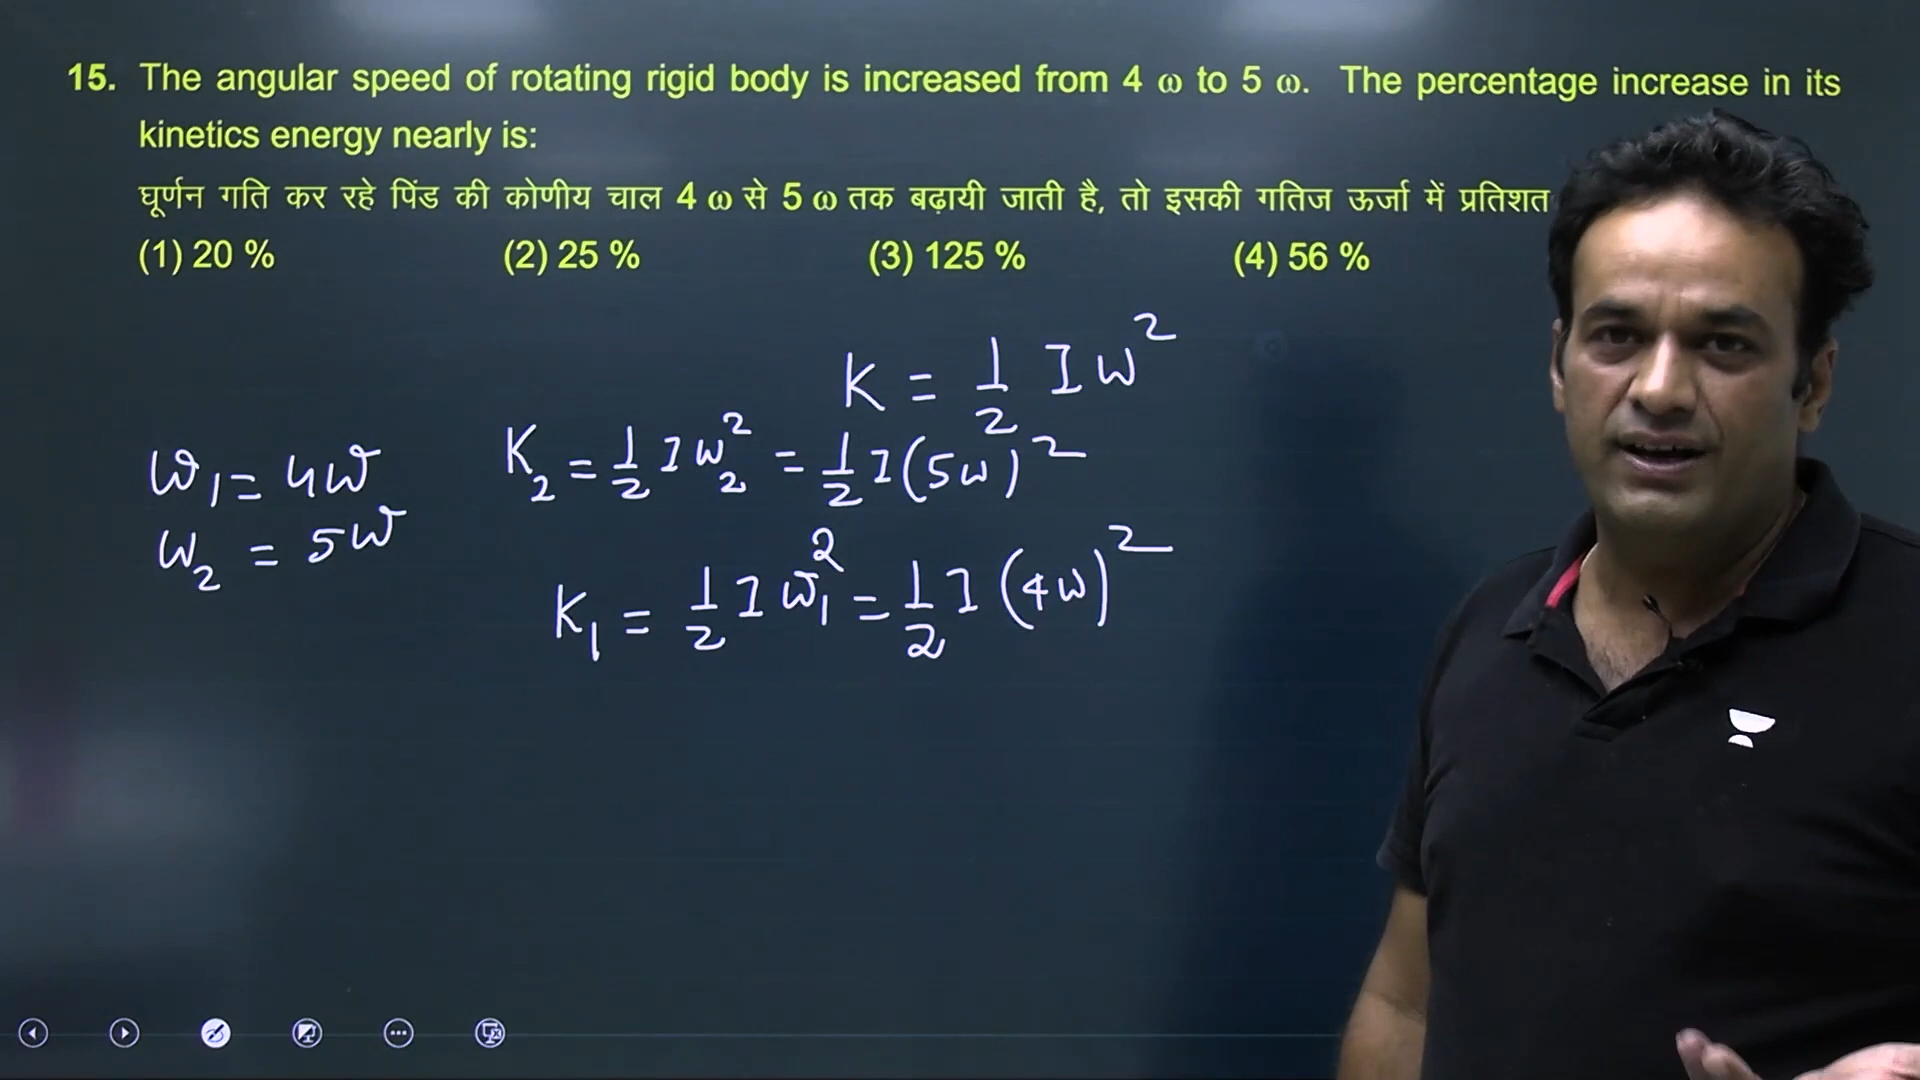 15. The angular speed of rotating rigid body is increased from 4 ω to 5 ω. The percentage increase in its
kinetics energy nearly is:
घूर्णन गति कर रहे पिंड की कोणीय चाल 4 ω से 5 ω तक बढ़ायी जाती है, तो इसकी गतिज ऊर्जा में प्रतिशत
(1) 20 % (2) 25 % (3) 125 % (4) 56 %
K = 1/2 I W²
W₁ = 4W
W₂ = 5W
K₂ = 1/2 I W₂² = 1/2 I (5W)²
K₁ = 1/2 I W₁² = 1/2 I (4W)²